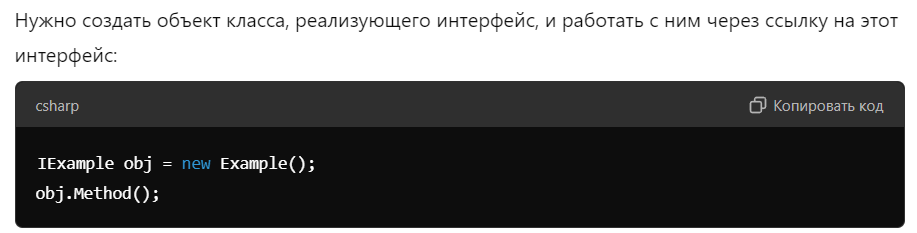 Нужно создать объект класса, реализующего интерфейс, и работать с ним через ссылку на этот
интерфейс:
csharp
Копировать код
IExample obj = new Example();
obj.Method();